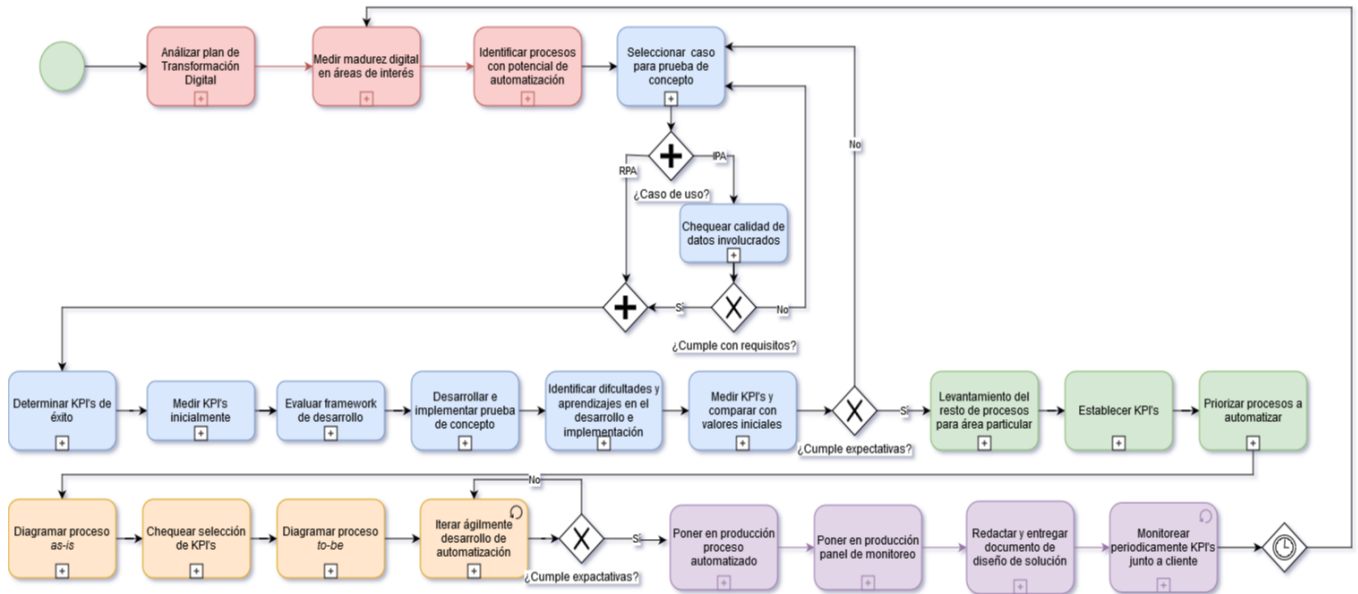 Análizar plan de
Transformación
Digital
Medir madurez digital
en áreas de interés
Identificar procesos
con potencial de
automatización
Seleccionar caso
para prueba de
concepto
No
RPA
IPA
¿Caso de uso?
Chequear calidad de
datos involucrados
Si
No
¿Cumple con requisitos?
Determinar KPI's de
éxito
Medir KPI's
inicialmente
Evaluar framework
de desarrollo
Desarrollar e
implementar prueba
de concepto
Identificar difcultades y
aprendizajes en el
desarrollo e
implementación
Medir KPI's y
comparar con
valores iniciales
Si
¿Cumple expectativas?
Levantamiento del
resto de procesos
para área particular
Establecer KPI's
Priorizar procesos a
automatizar
Diagramar proceso
as-is
Chequear selección
de KPI's
Diagramar proceso
to-be
Iterar ágilmente
desarrollo de
automatización
No
Si
¿Cumple expactativas?
Poner en producción
proceso
automatizado
Poner en producción
panel de monitoreo
Redactar y entregar
documento de
diseño de solución
Monitorear
periodicamente KPI's
junto a cliente